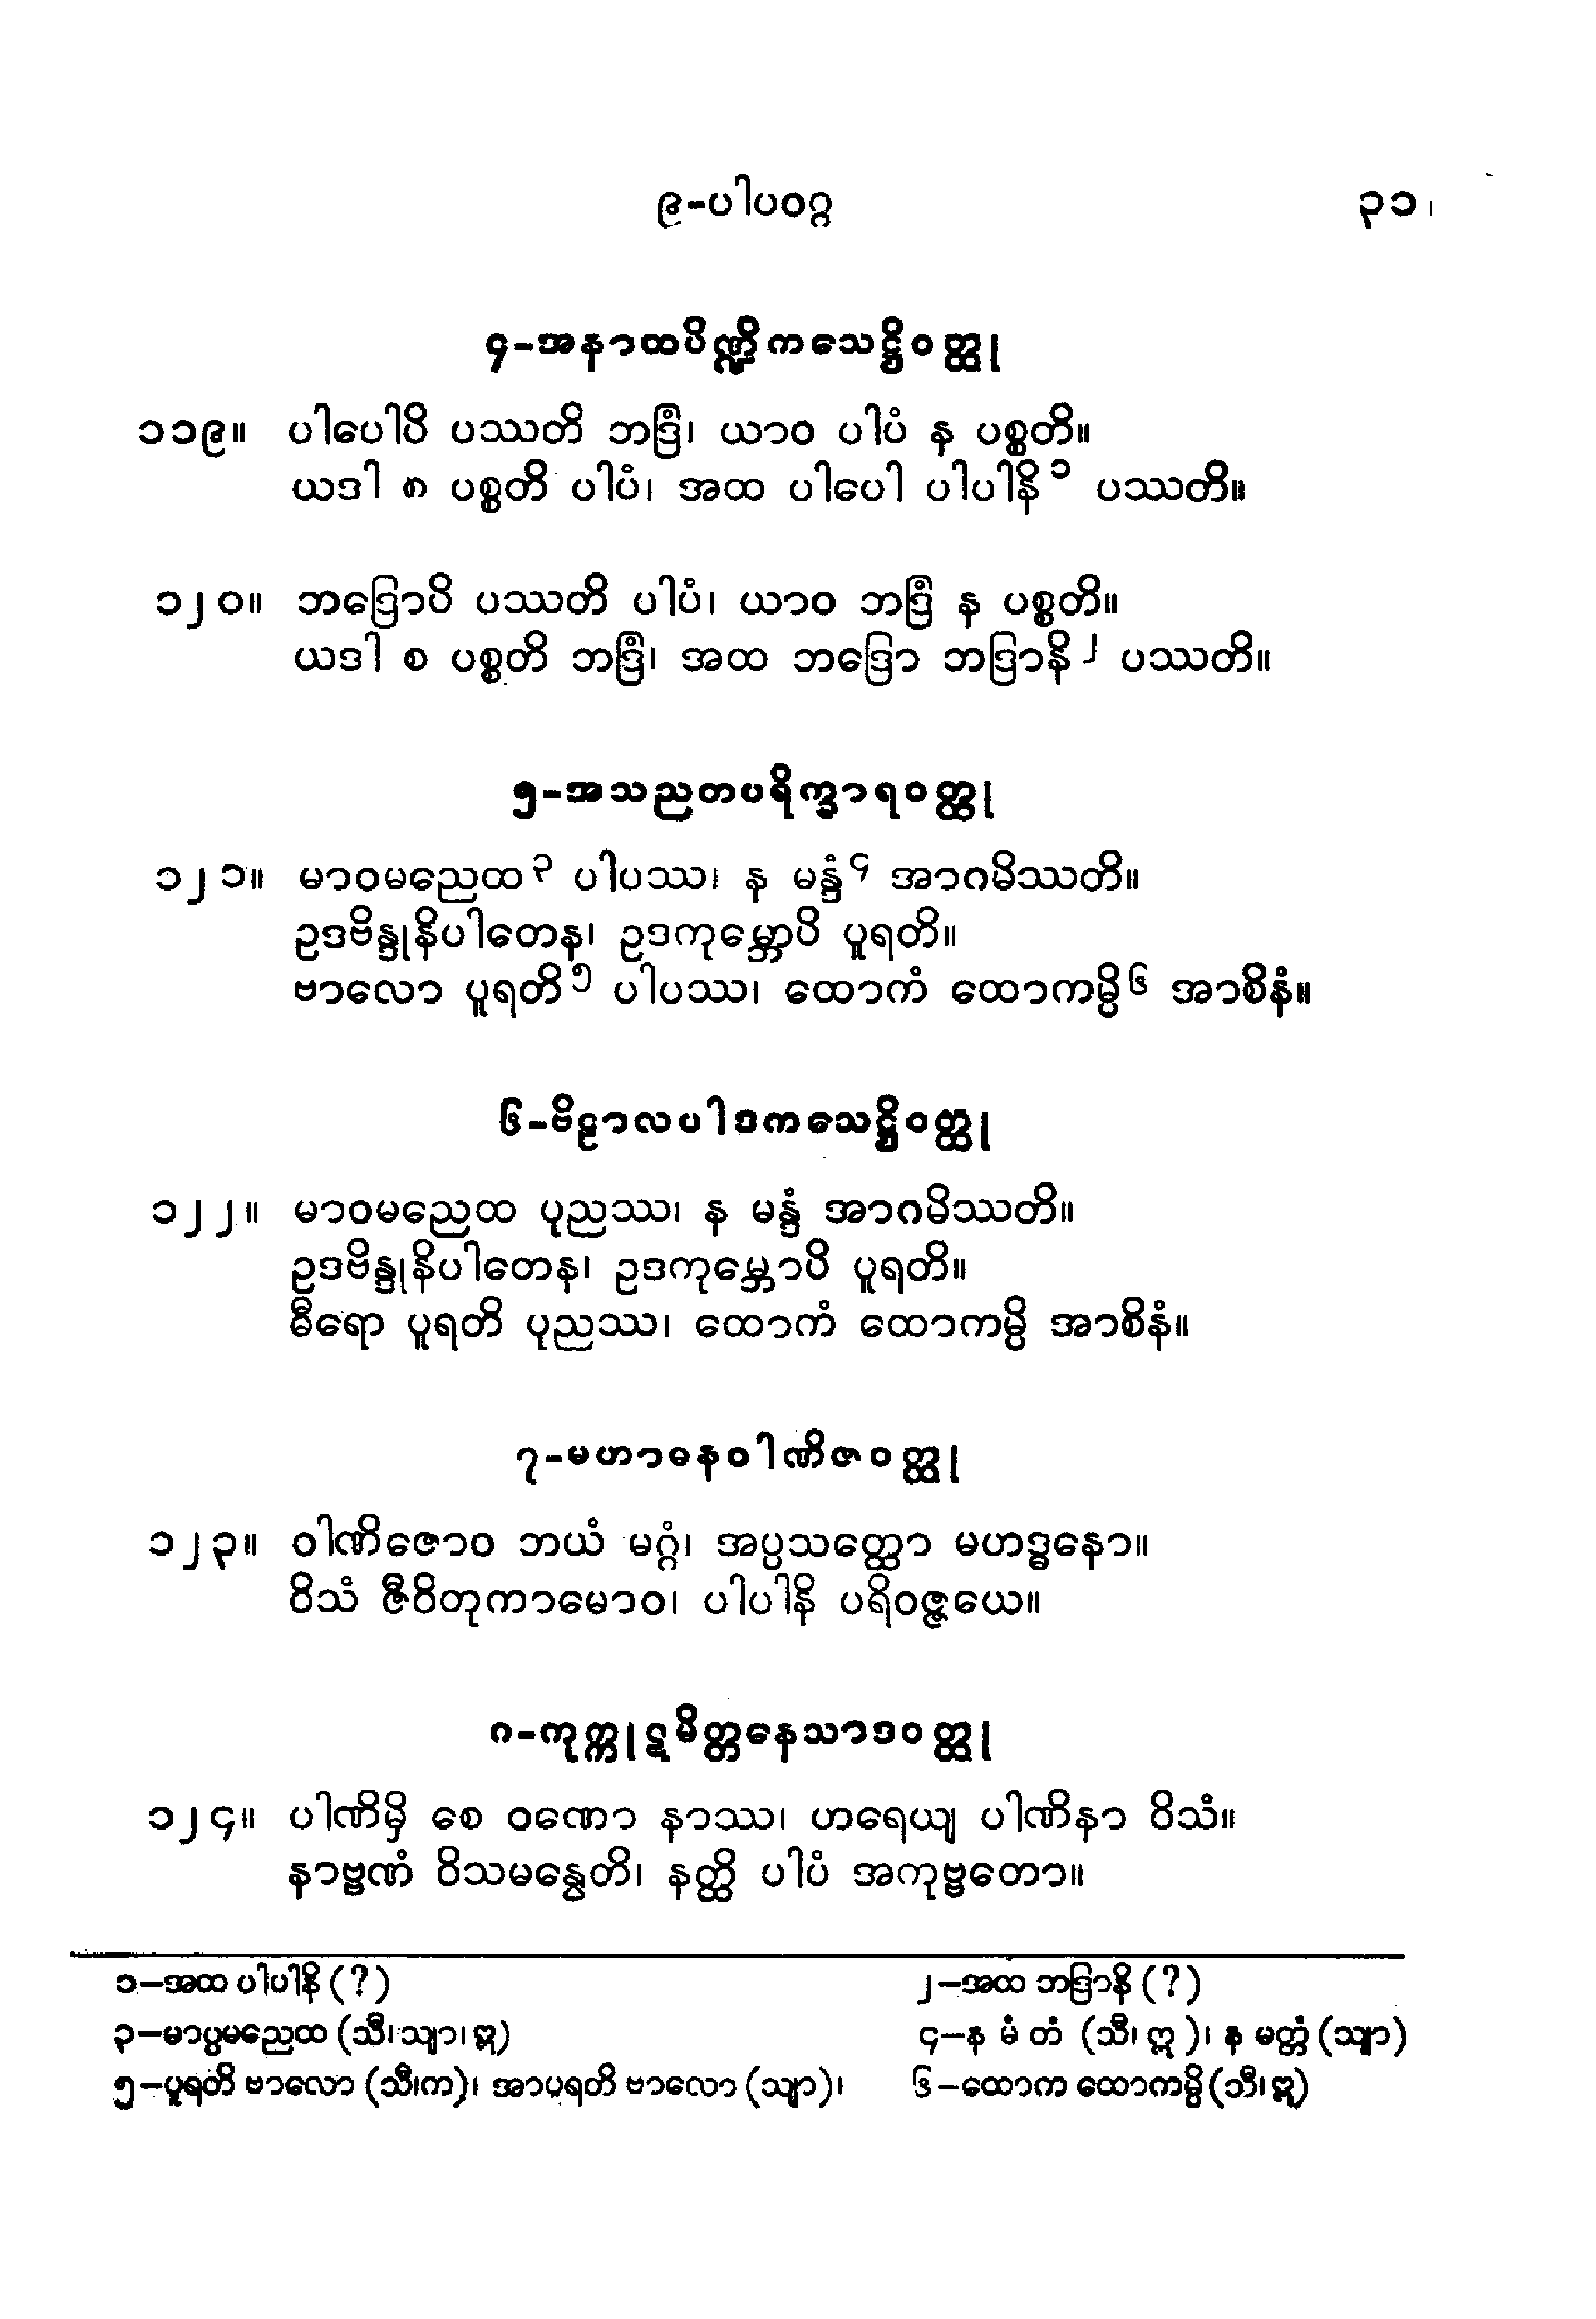 ၉-ပါပဝဂ္ဂ ၃၁
၄-အနာထပိဏ္ဍိကသေဋ္ဌိဝတ္ထု
၁၁၉။ ပါပေါပိ ပဿတိ ဘဒြံ၊ ယာဝ ပါပံ န ပစ္စတိ။
ယဒါ စ ပစ္စတိ ပါပံ၊ အထ ပါပေါ ပါပါနိ၁ ပဿတိ။
၁၂၀။ ဘဒြောပိ ပဿတိ ပါပံ၊ ယာဝ ဘဒြံ န ပစ္စတိ။
ယဒါ စ ပစ္စတိ ဘဒြံ၊ အထ ဘဒြော ဘဒြာနိ၂ ပဿတိ။
၅-အသညတပရိက္ခာရဝတ္ထု
၁၂၁။ မာဝမညေထ၃ ပါပဿ၊ န မန္တံ၄ အာဂမိဿတိ။
ဥဒဗိန္ဒုနိပါတေန၊ ဥဒကုမ္ဘောပိ ပူရတိ။
ဗာလော ပူရတိ၅ ပါပဿ၊ ထောကံ ထောကမ္ပိ၆ အာစိနံ။
၆-ဗိဠာလပါဒကသေဋ္ဌိဝတ္ထု
၁၂၂။ မာဝမညေထ ပုညဿ၊ န မန္တံ အာဂမိဿတိ။
ဥဒဗိန္ဒုနိပါတေန၊ ဥဒကုမ္ဘောပိ ပူရတိ။
ဓီရော ပူရတိ ပုညဿ၊ ထောကံ ထောကမ္ပိ အာစိနံ။
၇-မဟာဓနဝါဏိဇဝတ္ထု
၁၂၃။ ဝါဏိဇောဝ ဘယံ မဂ္ဂံ၊ အပ္ပသတ္ထော မဟဒ္ဓနော။
ဝိသံ ဇီဝိတုကာမောဝ၊ ပါပါနိ ပရိဝဇ္ဇယေ။
၈-ကုက္ကုဋမိတ္တနေသာဒဝတ္ထု
၁၂၄။ ပါဏိမှိ စေ ဝဏော နာဿ၊ ဟရေယျ ပါဏိနာ ဝိသံ။
နာဗ္ဗဏံ ဝိသမန္ဝေတိ၊ နတ္ထိ ပါပံ အကုဗ္ဗတော။
၁–အထ ပါပါနိ (?) ၂–အထ ဘဒြာနိ (?)
၃–မာပ္ပမညေထ (သီ၊ သျာ၊ ဣ) ၄–န မံ တံ (သီ၊ ဣ)၊ န မတ္တံ (သျာ)
၅–ပူရတိ ဗာလော (သီ၊က)၊ အာပူရတိ ဗာလော (သျာ)၊ ၆–ထောက ထောကမ္ပိ (သီ၊ ဣ)